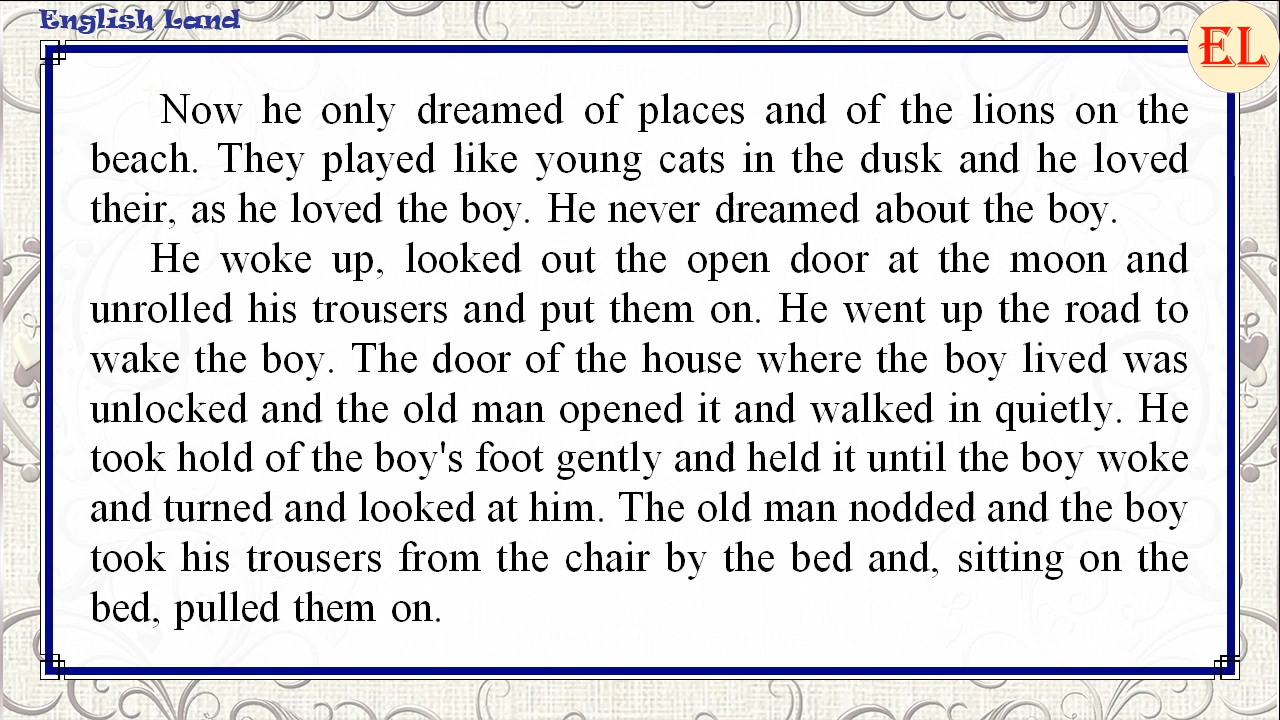 English Land
EL
Now he only dreamed of places and of the lions on the
beach. They played like young cats in the dusk and he loved
their, as he loved the boy. He never dreamed about the boy.
He woke up, looked out the open door at the moon and
unrolled his trousers and put them on. He went up the road to
wake the boy. The door of the house where the boy lived was
unlocked and the old man opened it and walked in quietly. He
took hold of the boy's foot gently and held it until the boy woke
and turned and looked at him. The old man nodded and the boy
took his trousers from the chair by the bed and, sitting on the
bed, pulled them on.